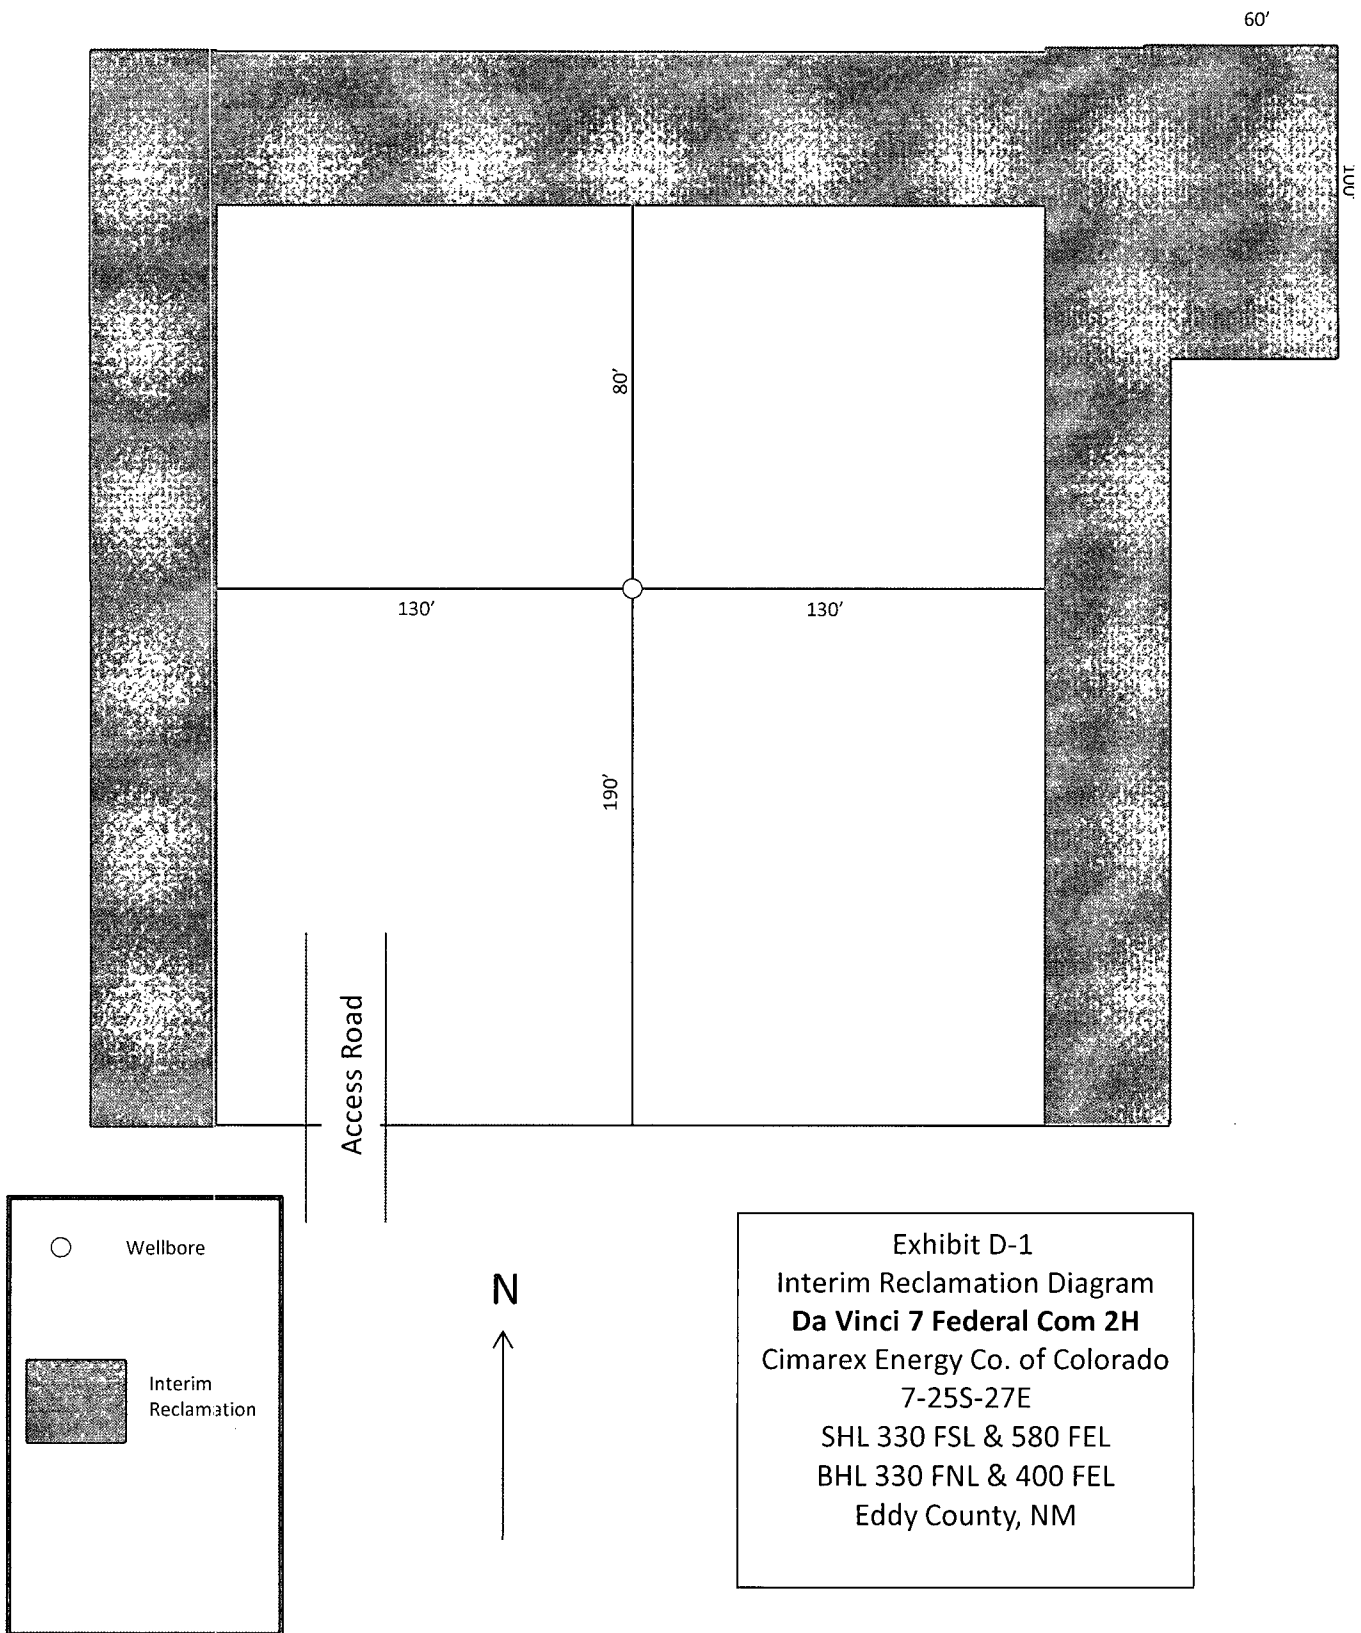 60'
100'
80'
130'
130'
190'
Access Road
Wellbore
Interim
Reclamation
N
Exhibit D-1
Interim Reclamation Diagram
Da Vinci 7 Federal Com 2H
Cimarex Energy Co. of Colorado
7-25S-27E
SHL 330 FSL & 580 FEL
BHL 330 FNL & 400 FEL
Eddy County, NM